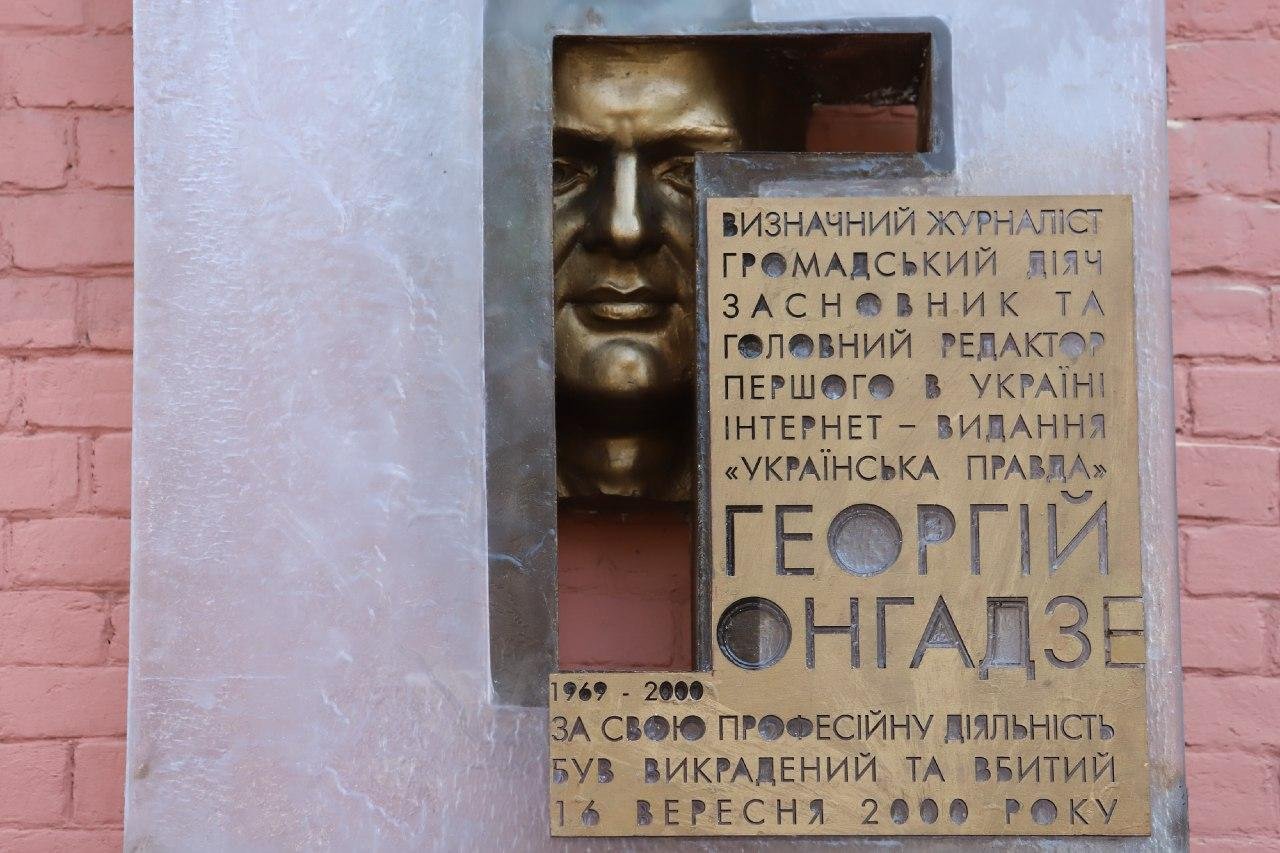 ВИЗНАЧНИЙ ЖУРНАЛІСТ
ГРОМАДСЬКИЙ ДІЯЧ
ЗАСНОВНИК ТА
ГОЛОВНИЙ РЕДАКТОР
ПЕРШОГО В УКРАЇНІ
ІНТЕРНЕТ – ВИДАННЯ
«УКРАЇНСЬКА ПРАВДА»
ГЕОРГІЙ
ОНГАДЗЕ
1969 - 2000
ЗА СВОЮ ПРОФЕСІЙНУ ДІЯЛЬНІСТЬ
БУВ ВИКРАДЕНИЙ ТА ВБИТИЙ
16 ВЕРЕСНЯ 2000 РОКУ